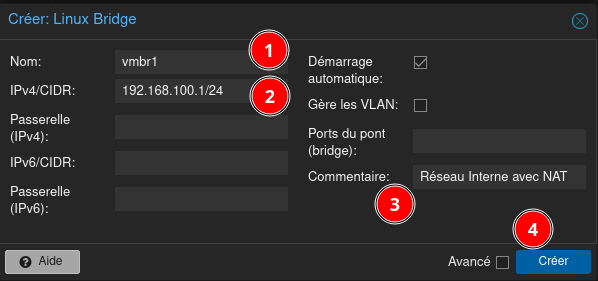 Créer: Linux Bridge
Nom:
vmbr1
1
IPv4/CIDR:
192.168.100.1/24
2
Passerelle
(IPv4):
IPv6/CIDR:
Passerelle
(IPv6):
Démarrage
automatique:
Gère les VLAN:
Ports du pont
(bridge):
Commentaire:
Réseau Interne avec NAT
3
4
Aide
Avancé
Créer